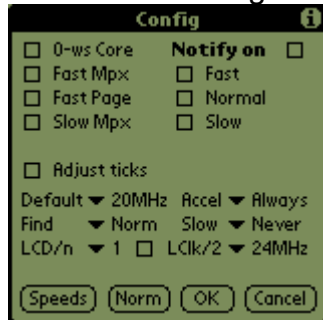 Config i
0-ws Core Notify on
Fast Mpx Fast
Fast Page Normal
Slow Mpx Slow
Adjust ticks
Default 20MHz Accel Always
Find Norm Slow Never
LCD/n 1 LClk/2 24MHz
Speeds Norm OK Cancel